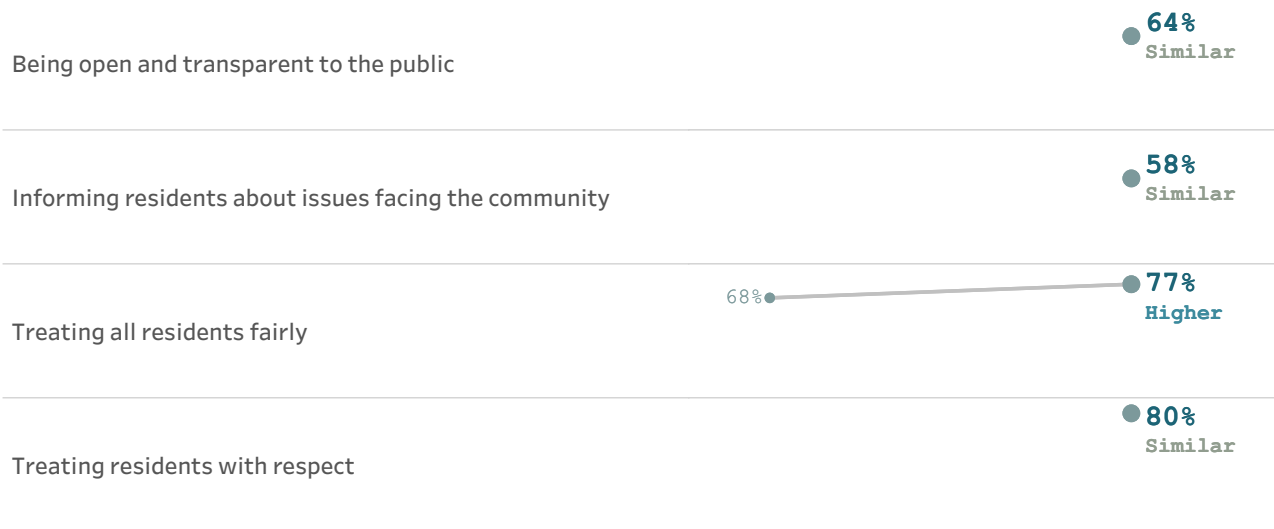 64%
Similar
Being open and transparent to the public
58%
Similar
Informing residents about issues facing the community
68%
77%
Higher
Treating all residents fairly
80%
Similar
Treating residents with respect